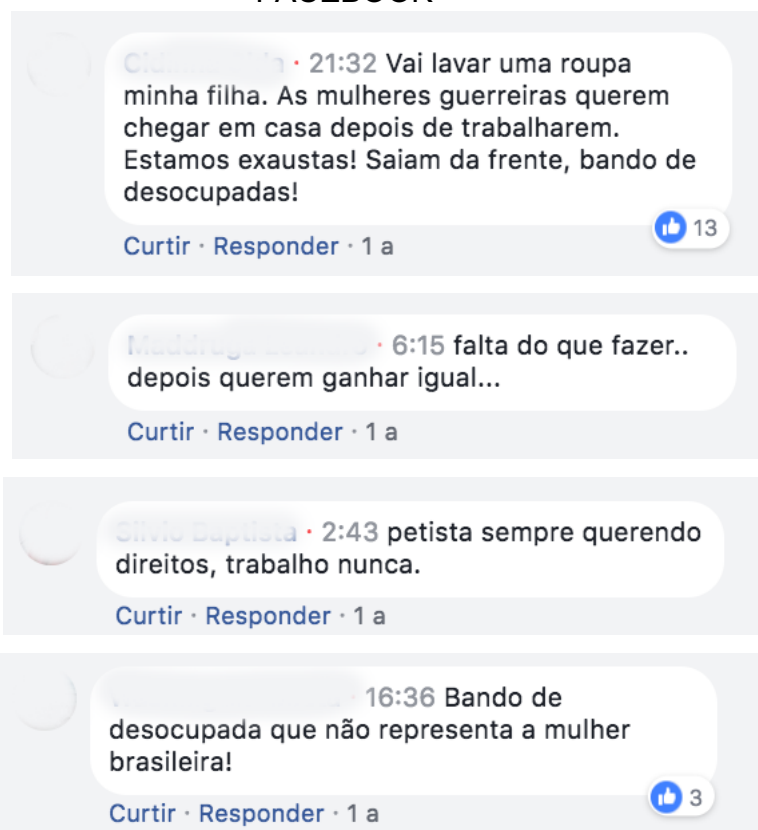 FACEBOOK
· 21:32 Vai lavar uma roupa
minha filha. As mulheres guerreiras querem
chegar em casa depois de trabalharem.
Estamos exaustas! Saiam da frente, bando de
desocupadas!
13
Curtir · Responder · 1 a
· 6:15 falta do que fazer..
depois querem ganhar igual...
Curtir · Responder · 1 a
· 2:43 petista sempre querendo
direitos, trabalho nunca.
Curtir · Responder · 1 a
· 16:36 Bando de
desocupada que não representa a mulher
brasileira!
3
Curtir · Responder · 1 a